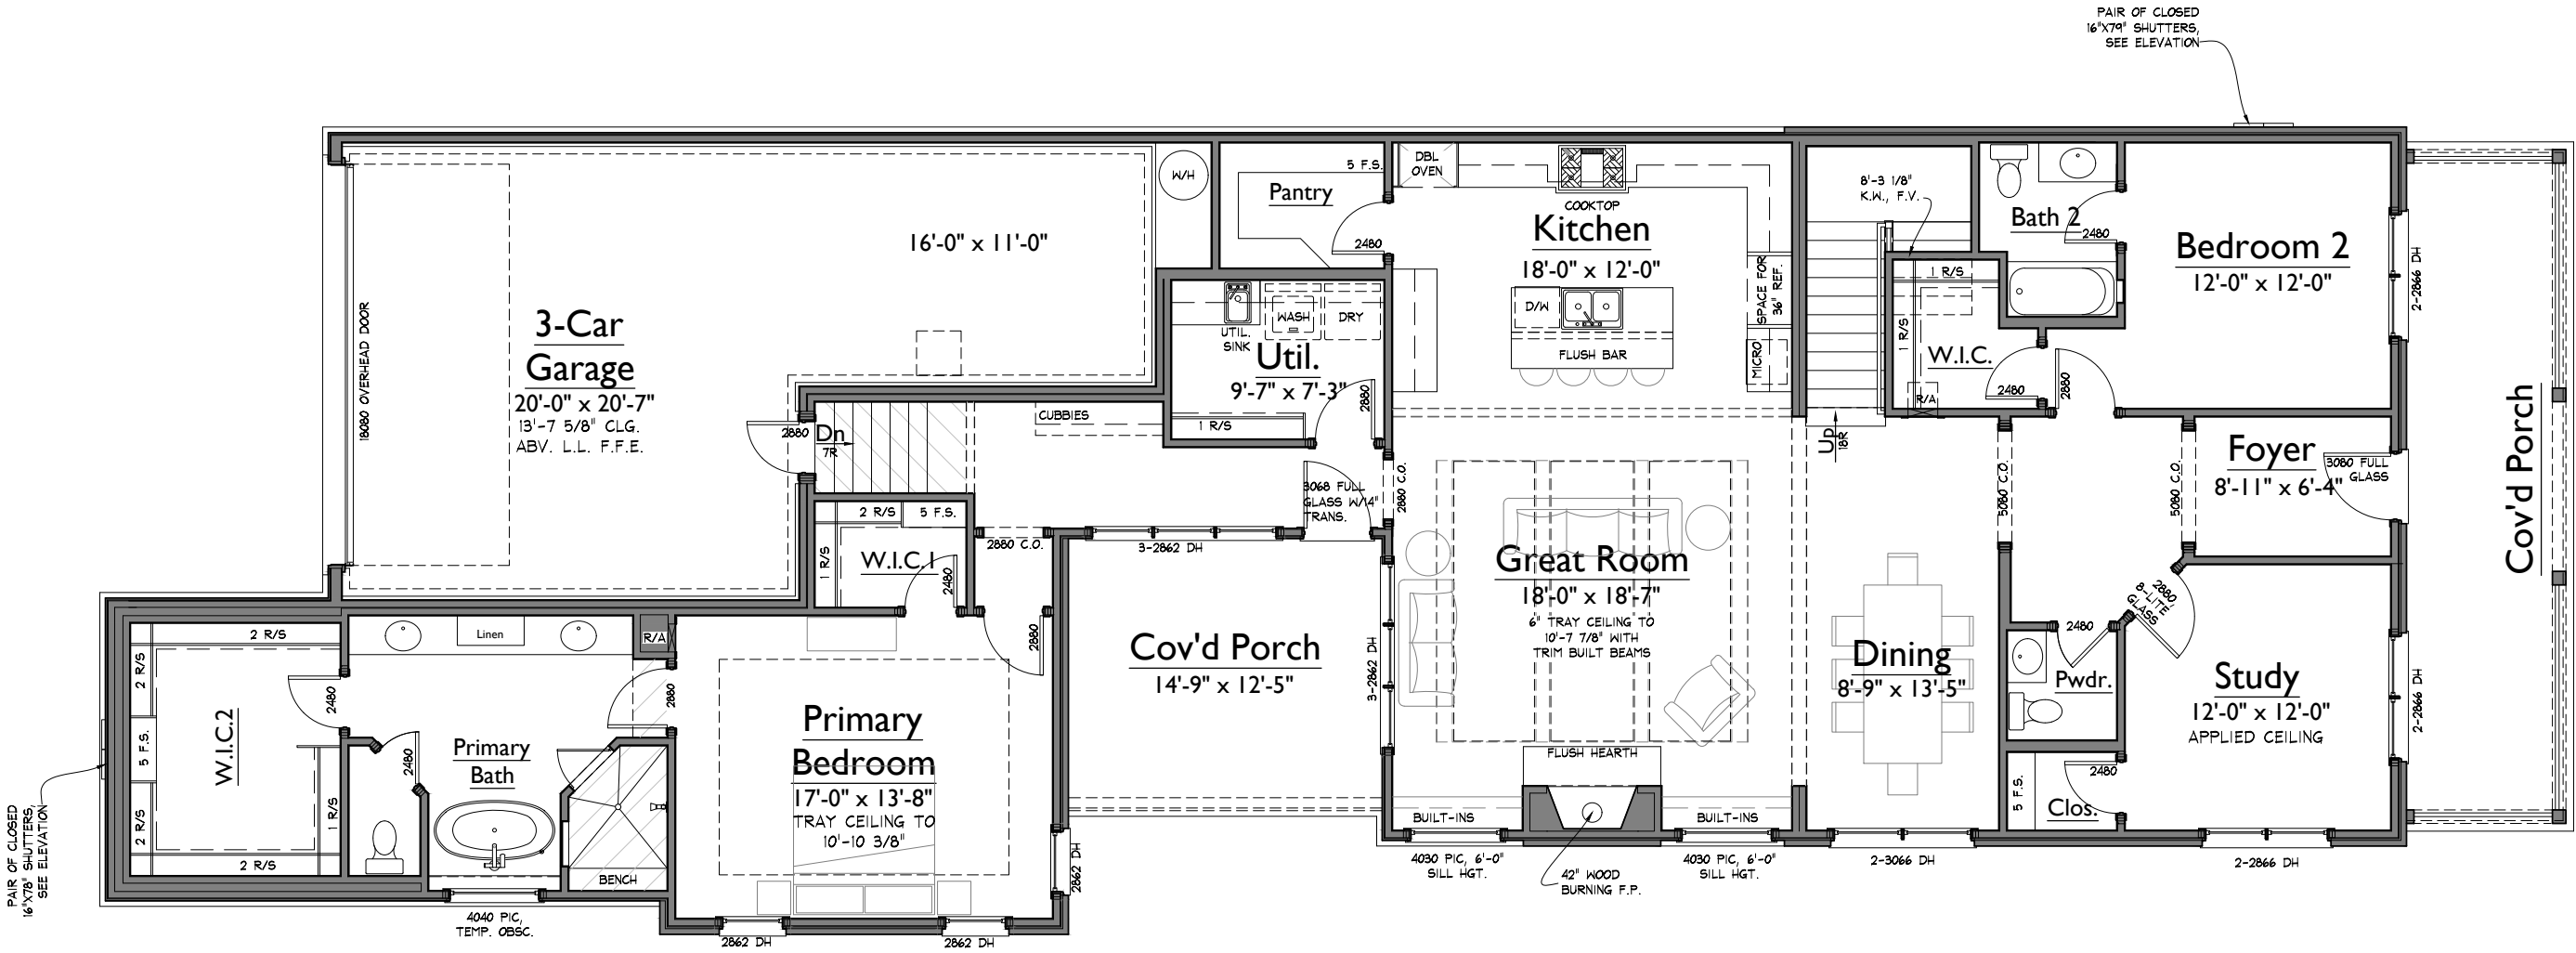 PAIR OF CLOSED
16"X79" SHUTTERS,
SEE ELEVATION
18080 OVERHEAD DOOR
3-Car
Garage
20'-0" x 20'-7"
13'-7 5/8" CLG.
ABV. L.L. F.F.E.
16'-0" x 11'-0"
W/H
Pantry
5 F.S.
2480
DBL
OVEN
COOKTOP
Kitchen
18'-0" x 12'-0"
D/W
FLUSH BAR
SPACE FOR
36" REF.
MICRO
UTIL.
SINK
WASH
DRY
Util.
9'-7" x 7'-3"
2880
1 R/S
CUBBIES
2880
Dn
7R
8'-3 1/8"
K.W., F.V.
Up
18R
1 R/S
1 R/S
W.I.C.
2480
R/A
Bath 2
2480
2880
Bedroom 2
12'-0" x 12'-0"
2-2866 DH
Cov'd Porch
Foyer
8'-11" x 6'-4"
3080 FULL
GLASS
5080 C.O.
5080 C.O.
2880 C.O.
3068 FULL
GLASS W/14"
TRANS.
3-2862 DH
2880 C.O.
2 R/S
5 F.S.
1 R/S
W.I.C.1
2480
2880
Great Room
18'-0" x 18'-7"
6" TRAY CEILING TO
10'-7 7/8" WITH
TRIM BUILT BEAMS
FLUSH HEARTH
BUILT-INS
BUILT-INS
4030 PIC, 6'-0"
SILL HGT.
42" WOOD
BURNING F.P.
4030 PIC, 6'-0"
SILL HGT.
Dining
8'-9" x 13'-5"
2-3066 DH
2880
8-LITE
GLASS
2480
Pwdr.
Study
12'-0" x 12'-0"
APPLIED CEILING
2-2866 DH
2480
5 F.S.
Clos.
2-2866 DH
Cov'd Porch
14'-9" x 12'-5"
3-2862 DH
Primary
Bedroom
17'-0" x 13'-8"
TRAY CEILING TO
10'-10 3/8"
2862 DH
2862 DH
2862 DH
R/A
2880
Linen
Primary
Bath
2480
2480
BENCH
4040 PIC,
TEMP. OBSC.
2 R/S
2 R/S
5 F.S.
2 R/S
W.I.C.2
1 R/S
2 R/S
PAIR OF CLOSED
16"X78" SHUTTERS,
SEE ELEVATION